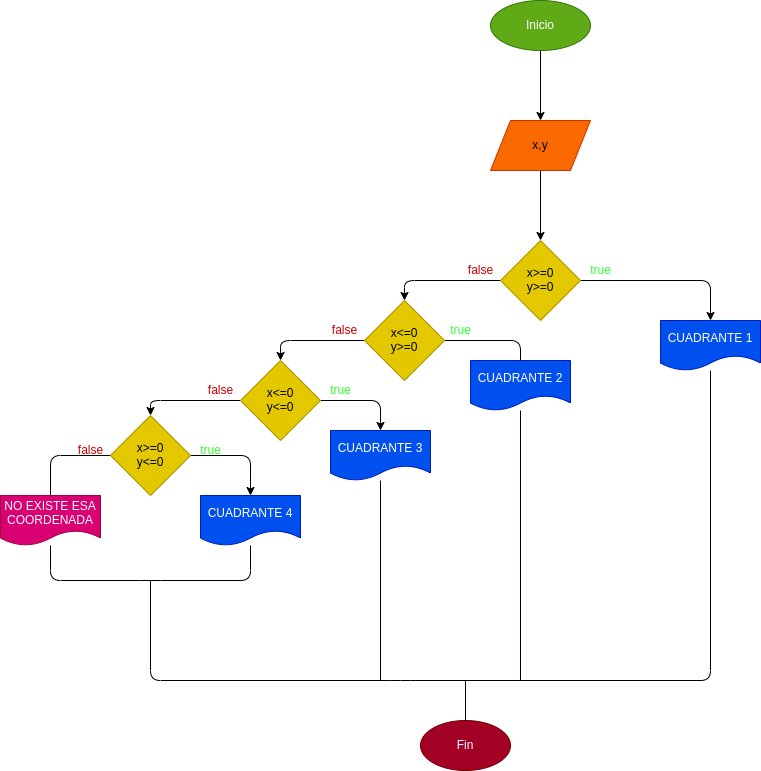 Inicio
x,y
false
true
x>=0
y>=0
false
true
x<=0
y>=0
CUADRANTE 1
false
true
x<=0
y<=0
CUADRANTE 2
false
true
x>=0
y<=0
CUADRANTE 3
NO EXISTE ESA
COORDENADA
CUADRANTE 4
Fin